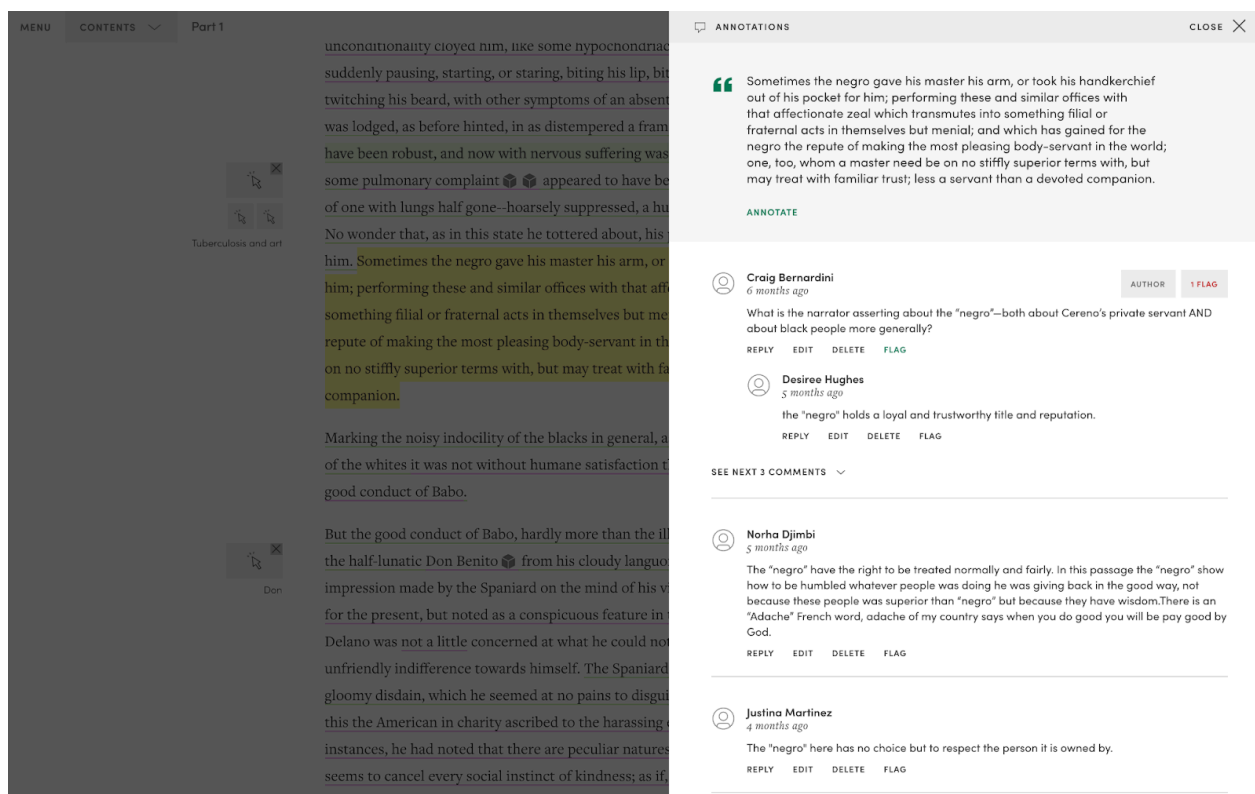 MENU
CONTENTS
Part 1
unconditionality cloyed him, like some hypochondriac
suddenly pausing, starting, or staring, biting his lip, bit
twitching his beard, with other symptoms of an absent
was lodged, as before hinted, in as distempered a fram
have been robust, and now with nervous suffering was
some pulmonary complaint appeared to have be
of one with lungs half gone--hoarsely suppressed, a hu
No wonder that, as in this state he tottered about, his
him. Sometimes the negro gave his master his arm, or
him; performing these and similar offices with that aff
something filial or fraternal acts in themselves but me
repute of making the most pleasing body-servant in th
on no stiffly superior terms with, but may treat with fa
companion.
Tuberculosis and art
Marking the noisy indocility of the blacks in general, a
of the whites it was not without humane satisfaction t
good conduct of Babo.
But the good conduct of Babo, hardly more than the ill
the half-lunatic Don Benito from his cloudy languo
impression made by the Spaniard on the mind of his vi
for the present, but noted as a conspicuous feature in
Delano was not a little concerned at what he could not
unfriendly indifference towards himself. The Spaniard
gloomy disdain, which he seemed at no pains to disgui
this the American in charity ascribed to the harassing
instances, he had noted that there are peculiar natures
seems to cancel every social instinct of kindness; as if,
Don
ANNOTATIONS
CLOSE
Sometimes the negro gave his master his arm, or took his handkerchief
out of his pocket for him; performing these and similar offices with
that affectionate zeal which transmutes into something filial or
fraternal acts in themselves but menial; and which has gained for the
negro the repute of making the most pleasing body-servant in the world;
one, too, whom a master need be on no stiffly superior terms with, but
may treat with familiar trust; less a servant than a devoted companion.
ANNOTATE
Craig Bernardini
6 months ago
AUTHOR
1 FLAG
What is the narrator asserting about the “negro”—both about Cereno’s private servant AND
about black people more generally?
REPLY EDIT DELETE FLAG
Desiree Hughes
5 months ago
the "negro" holds a loyal and trustworthy title and reputation.
REPLY EDIT DELETE FLAG
SEE NEXT 3 COMMENTS
Norha Djimbi
5 months ago
The “negro” have the right to be treated normally and fairly. In this passage the “negro” show
how to be humbled whatever people was doing he was giving back in the good way, not
because these people was superior than “negro” but because they have wisdom.There is an
“Adache” French word, adache of my country says when you do good you will be pay good by
God.
REPLY EDIT DELETE FLAG
Justina Martinez
4 months ago
The "negro" here has no choice but to respect the person it is owned by.
REPLY EDIT DELETE FLAG